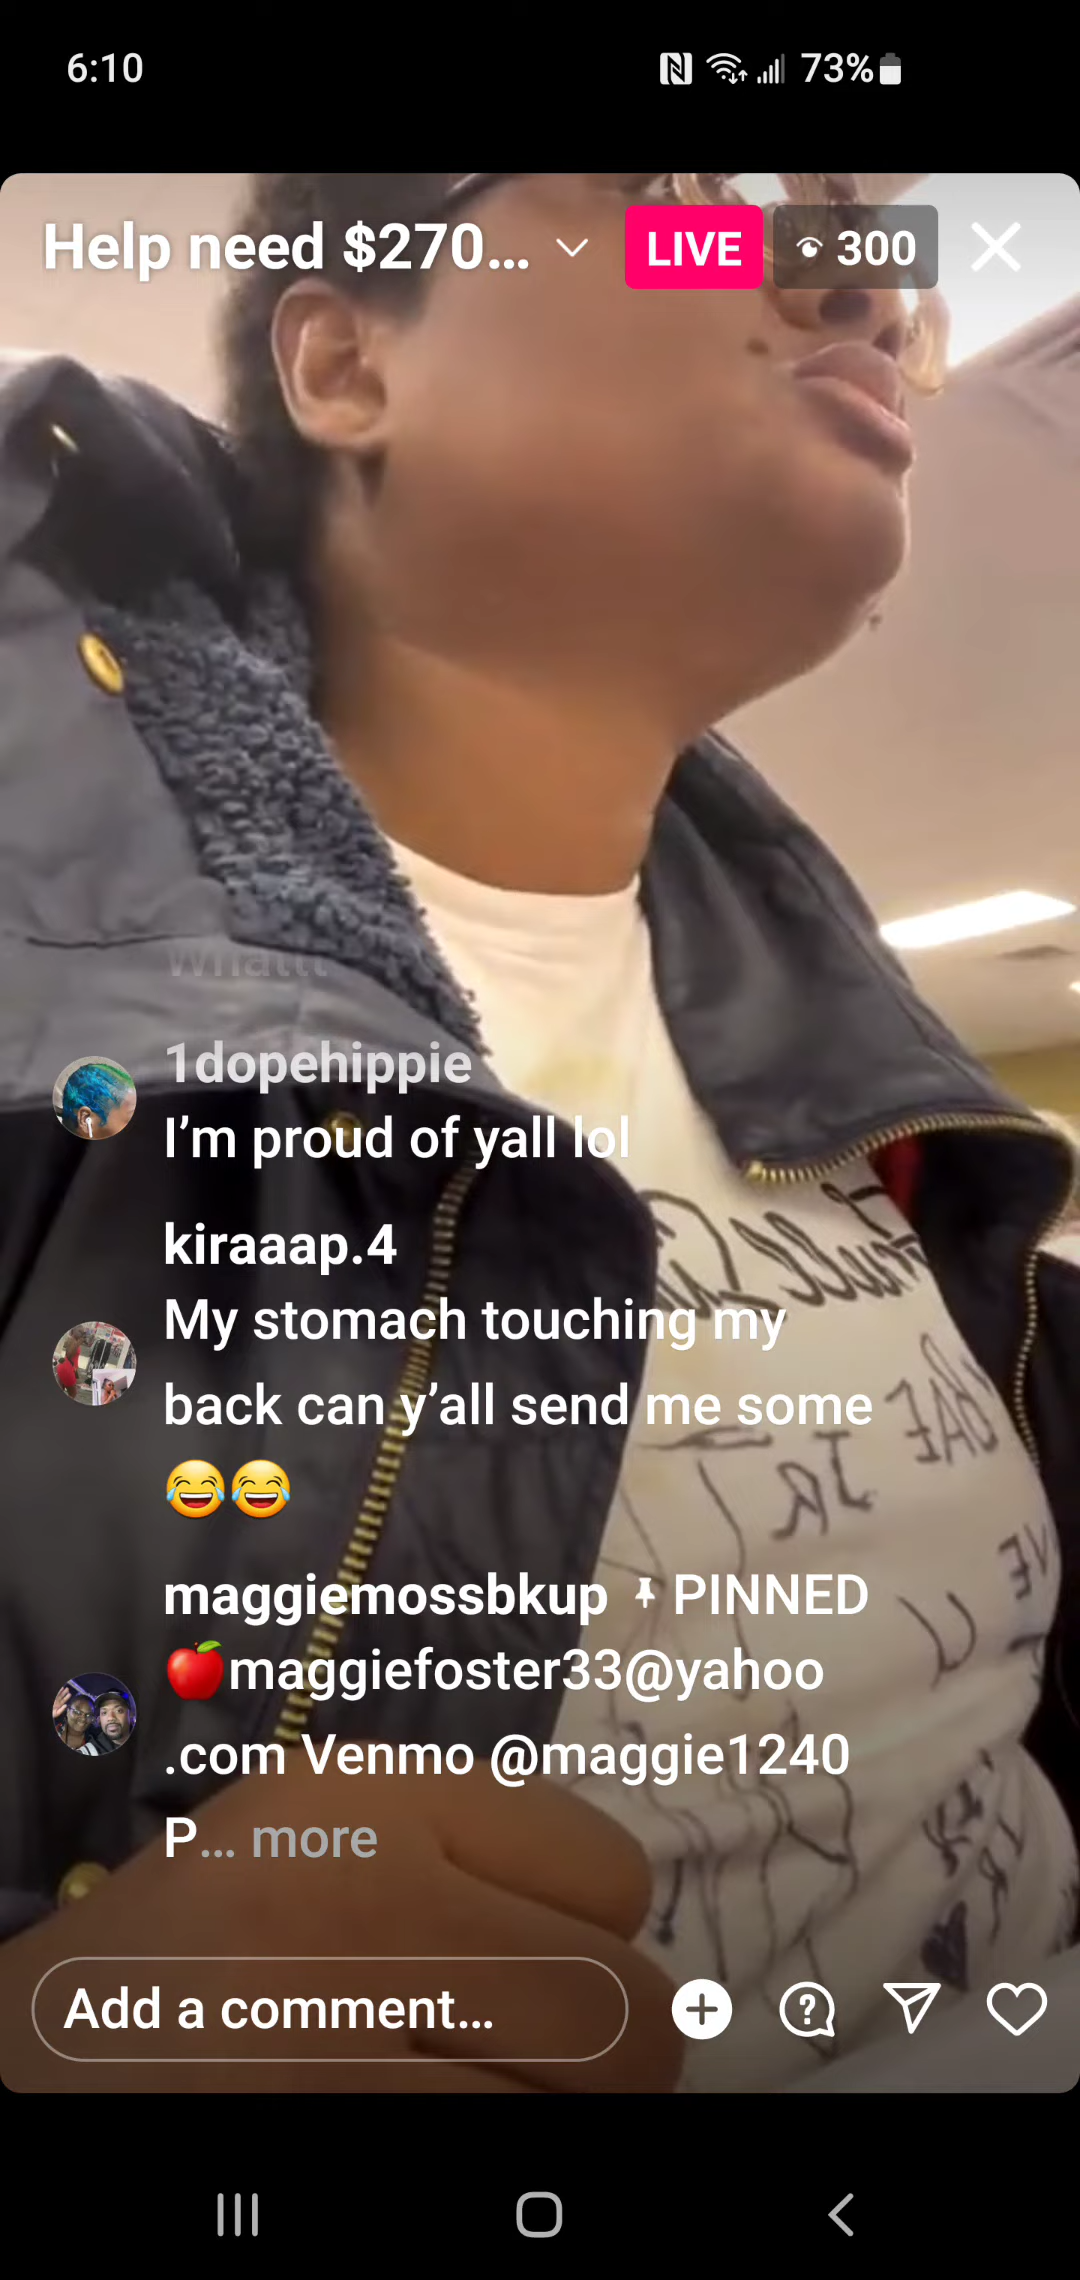 6:10
73%
Help need $270...
LIVE
300
Whattt
1dopehippie
I'm proud of yall lol
kiraaap.4
My stomach touching my
back can y'all send me some
😂😂
maggiemossbkup PINNED
🍎maggiefoster33@yahoo
.com Venmo @maggie1240
P... more
Add a comment...